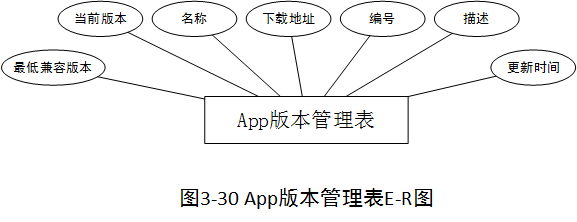 当前版本 名称 下载地址 编号 描述
最低兼容版本 更新时间
App版本管理表
图3-30 App版本管理表E-R图